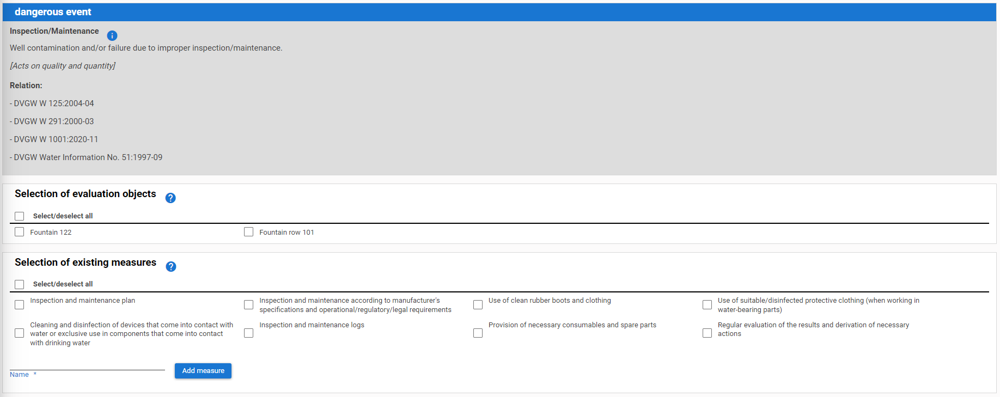 dangerous event
Inspection/Maintenance
Well contamination and/or failure due to improper inspection/maintenance.
[Acts on quality and quantity]
Relation:
- DVGW W 125:2004-04
- DVGW W 291:2000-03
- DVGW W 1001:2020-11
- DVGW Water Information No. 51:1997-09
Selection of evaluation objects
Select/deselect all
Fountain 122
Fountain row 101
Selection of existing measures
Select/deselect all
Inspection and maintenance plan
Inspection and maintenance according to manufacturer's
specifications and operational/regulatory/legal requirements
Use of clean rubber boots and clothing
Use of suitable/disinfected protective clothing (when working in
water-bearing parts)
Cleaning and disinfection of devices that come into contact with
water or exclusive use in components that come into contact
with drinking water
Inspection and maintenance logs
Provision of necessary consumables and spare parts
Regular evaluation of the results and derivation of necessary
actions
Name *
Add measure